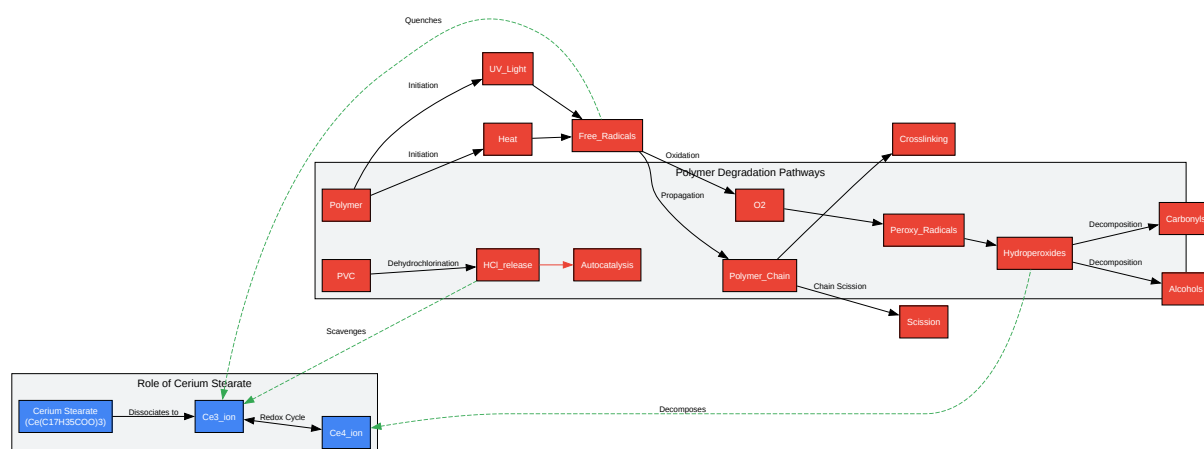 Quenches
UV_Light
Initiation
Heat
Free_Radicals
Crosslinking
Initiation
Oxidation
Polymer Degradation Pathways
Polymer
Propagation
O2
Peroxy_Radicals
Carbonyls
Decomposition
Hydroperoxides
PVC
Dehydrochlorination
HCl_release
Autocatalysis
Polymer_Chain
Decomposition
Chain Scission
Alcohols
Scission
Scavenges
Role of Cerium Stearate
Cerium Stearate
(Ce(C17H35COO)3)
Dissociates to
Ce3_ion
Redox Cycle
Ce4_ion
Decomposes